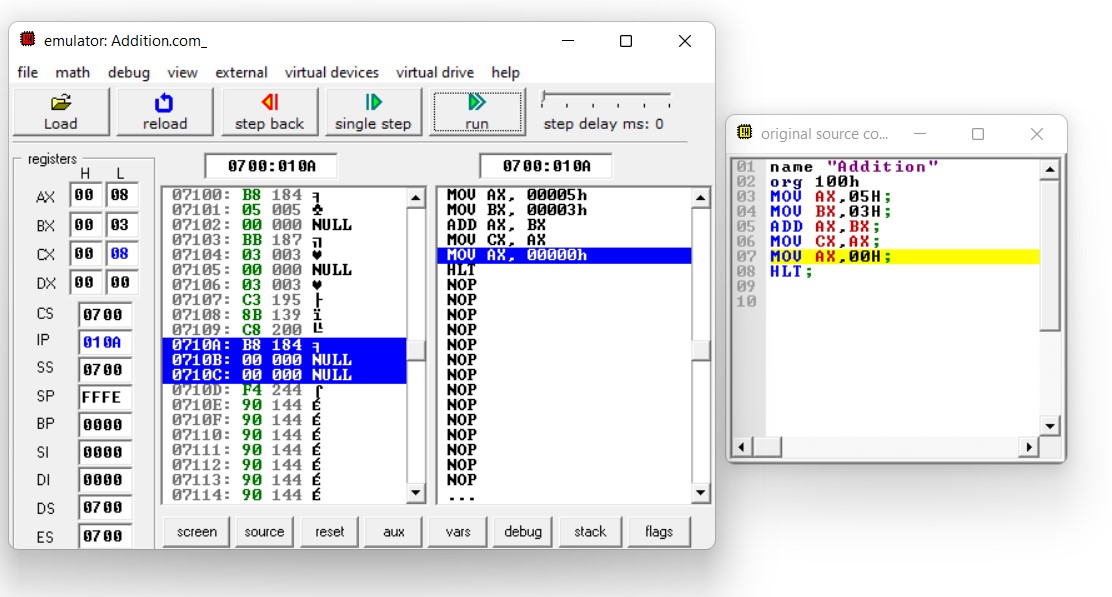 emulator: Addition.com_
file math debug view external virtual devices virtual drive help
Load reload step back single step run step delay ms: 0
registers
H L
AX 00 08
BX 00 03
CX 00 08
DX 00 00
CS 0700
IP 010A
SS 0700
SP FFFE
BP 0000
SI 0000
DI 0000
DS 0700
ES 0700
0700:010A
07100: B8 184 ╕
07101: 05 005 ♣
07102: 00 000 NULL
07103: BB 187 ╗
07104: 03 003 ♥
07105: 00 000 NULL
07106: 03 003 ♥
07107: C3 195 ├
07108: 8B 139 ï
07109: C8 200 ╚
0710A: B8 184 ╕
0710B: 00 000 NULL
0710C: 00 000 NULL
0710D: F4 244 ⌠
0710E: 90 144 É
0710F: 90 144 É
07110: 90 144 É
07111: 90 144 É
07112: 90 144 É
07113: 90 144 É
07114: 90 144 É
0700:010A
MOV AX, 00005h
MOV BX, 00003h
ADD AX, BX
MOV CX, AX
MOV AX, 00000h
HLT
NOP
NOP
NOP
NOP
NOP
NOP
NOP
NOP
NOP
NOP
NOP
NOP
NOP
NOP
...
screen source reset aux vars debug stack flags
original source co...
01 name "Addition"
02 org 100h
03 MOV AX,05H;
04 MOV BX,03H;
05 ADD AX,BX;
06 MOV CX,AX;
07 MOV AX,00H;
08 HLT;
09
10